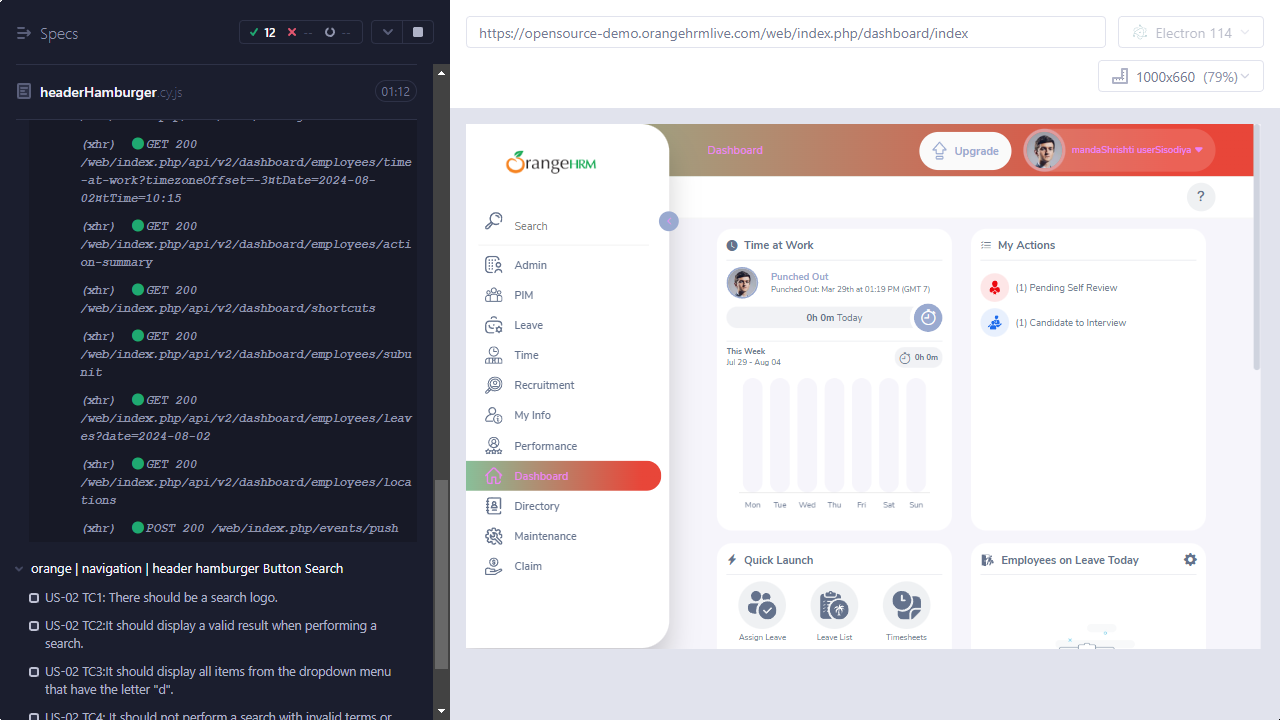 Specs
12
--
--
headerHamburger.cy.js
01:12
(xhr) GET 200
/web/index.php/api/v2/dashboard/employees/time
-at-work?timezoneOffset=-3&currentDate=2024-08-
02&currentTime=10:15
(xhr) GET 200
/web/index.php/api/v2/dashboard/employees/acti
on-summary
(xhr) GET 200
/web/index.php/api/v2/dashboard/shortcuts
(xhr) GET 200
/web/index.php/api/v2/dashboard/employees/subu
nit
(xhr) GET 200
/web/index.php/api/v2/dashboard/employees/leav
es?date=2024-08-02
(xhr) GET 200
/web/index.php/api/v2/dashboard/employees/loca
tions
(xhr) POST 200 /web/index.php/events/push
orange | navigation | header hamburger Button Search
US-02 TC1: There should be a search logo.
US-02 TC2:It should display a valid result when performing a
search.
US-02 TC3:It should display all items from the dropdown menu
that have the letter "d".
US-02 TC4: It should not perform a search with invalid terms or
https://opensource-demo.orangehrmlive.com/web/index.php/dashboard/index
Electron 114
1000x660 (79%)
OrangeHRM
Search
Admin
PIM
Leave
Time
Recruitment
My Info
Performance
Dashboard
Directory
Maintenance
Claim
Dashboard
Upgrade
mandaShrishti userSisodiya
?
Time at Work
Punched Out
Punched Out: Mar 29th at 01:19 PM (GMT 7)
0h 0m Today
This Week
Jul 29 - Aug 04
0h 0m
Mon Tue Wed Thu Fri Sat Sun
My Actions
(1) Pending Self Review
(1) Candidate to Interview
Quick Launch
Assign Leave
Leave List
Timesheets
Employees on Leave Today